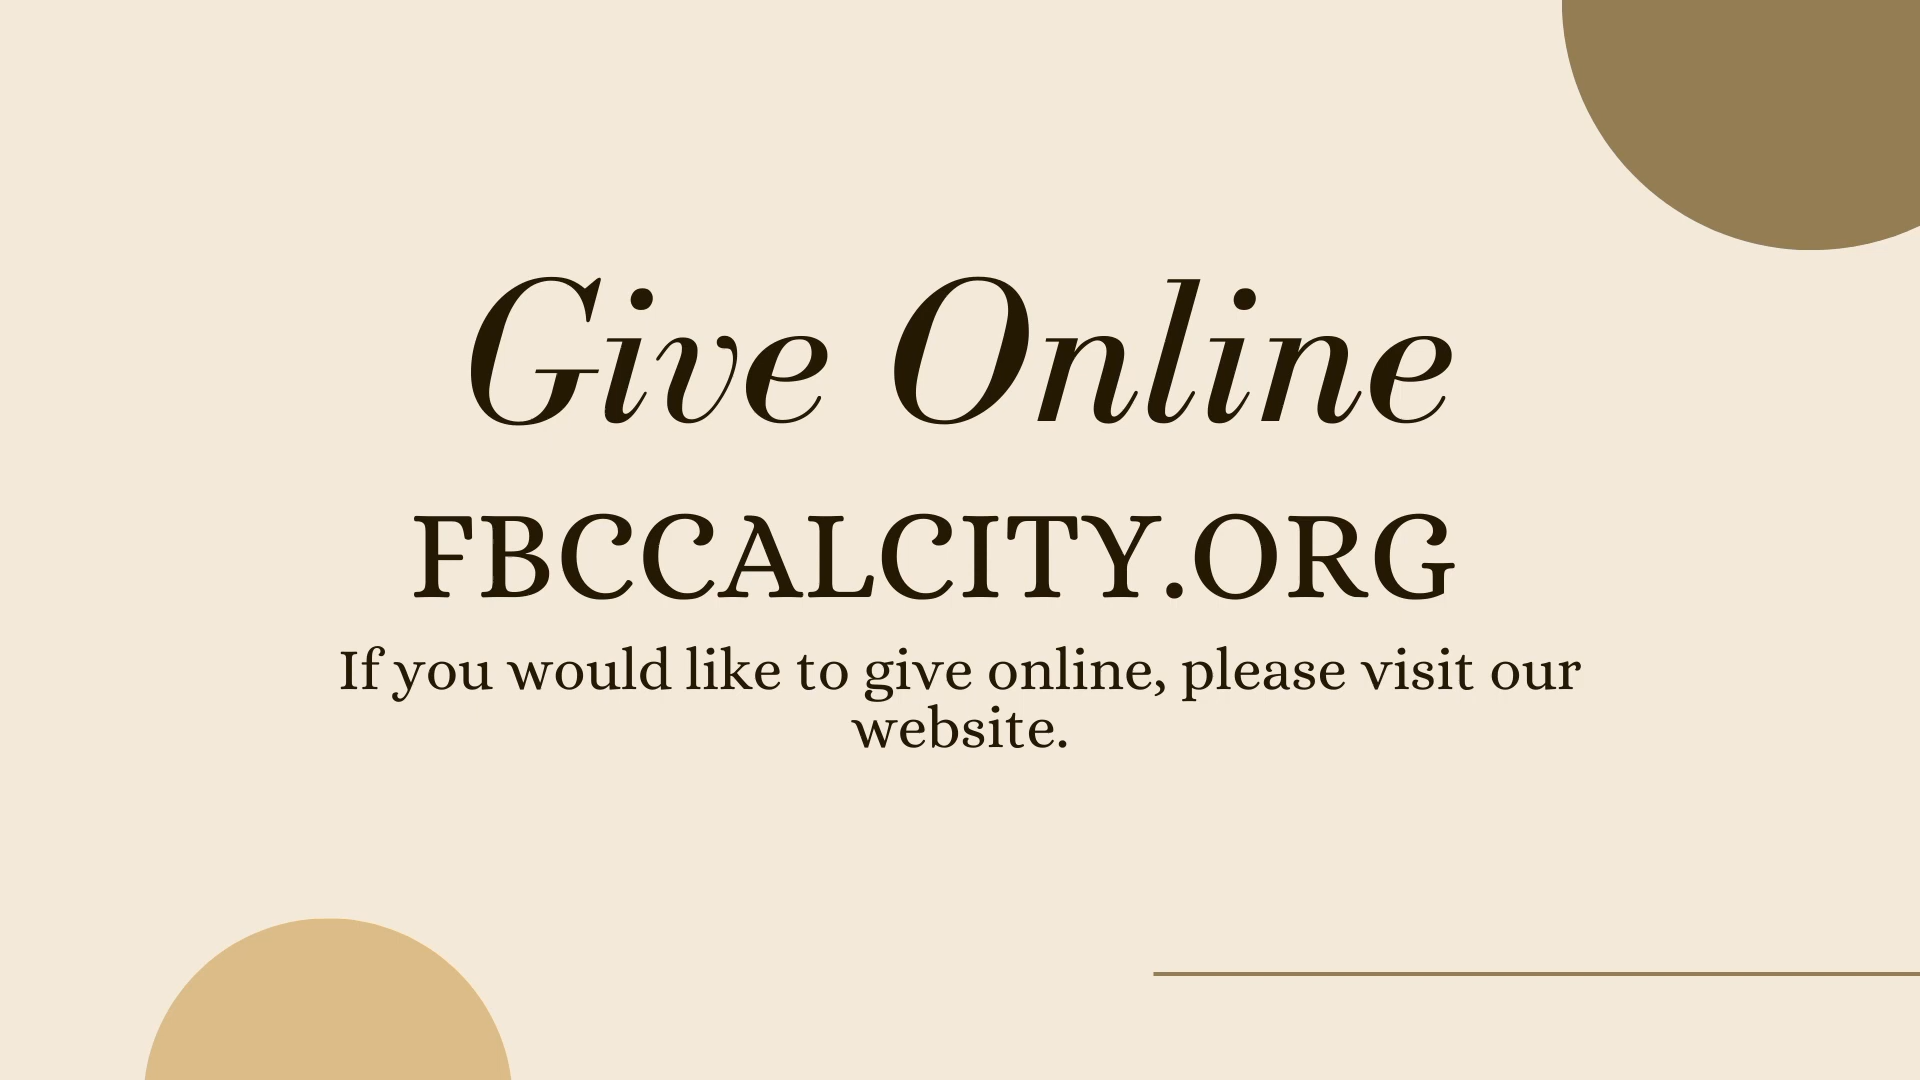 Give Online
FBCCALCITY.ORG
If you would like to give online, please visit our
website.